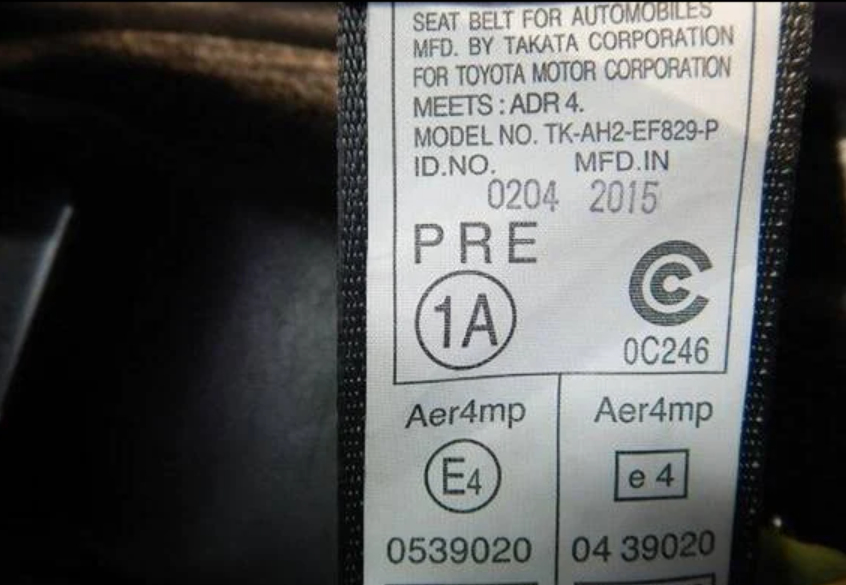 SEAT BELT FOR AUTOMOBILES
MFD. BY TAKATA CORPORATION
FOR TOYOTA MOTOR CORPORATION
MEETS : ADR 4.
MODEL NO. TK-AH2-EF829-P
ID.NO. MFD.IN
0204 2015
PRE
1A
C
0C246
Aer4mp Aer4mp
E4 e 4
0539020 04 39020